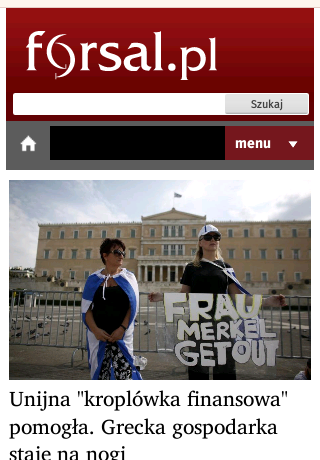 forsal.pl
Szukaj
menu
FRAU
MERKEL
GET OUT
Unijna "kroplówka finansowa"
pomogła. Grecka gospodarka
staje na nogi